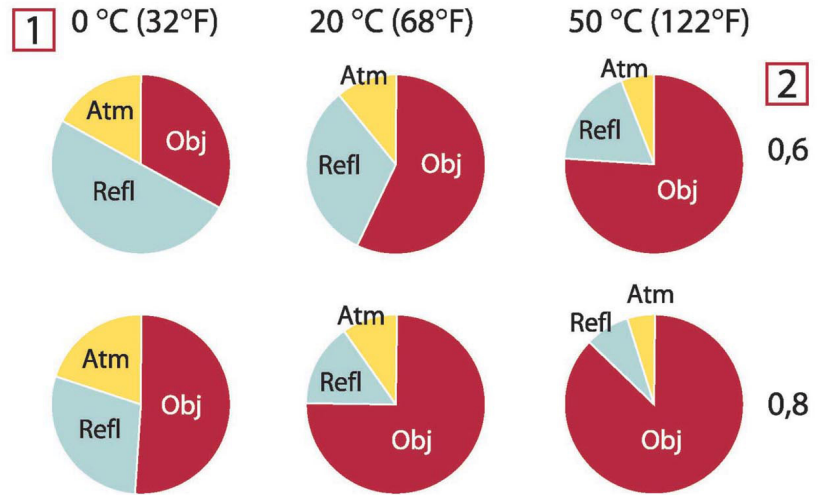 1 0 °C (32°F) 20 °C (68°F) 50 °C (122°F)
2
Atm Obj Refl
Atm Refl Obj
Atm Refl Obj
0,6
Atm Obj Refl
Atm Refl Obj
Atm Refl Obj
0,8